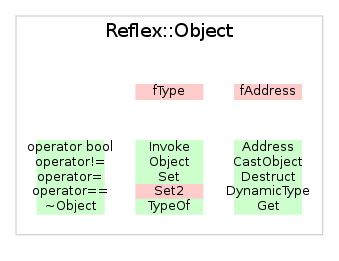 Reflex::Object
fType fAddress
operator bool Invoke Address
operator!= Object CastObject
operator= Set Destruct
operator== Set2 DynamicType
~Object TypeOf Get